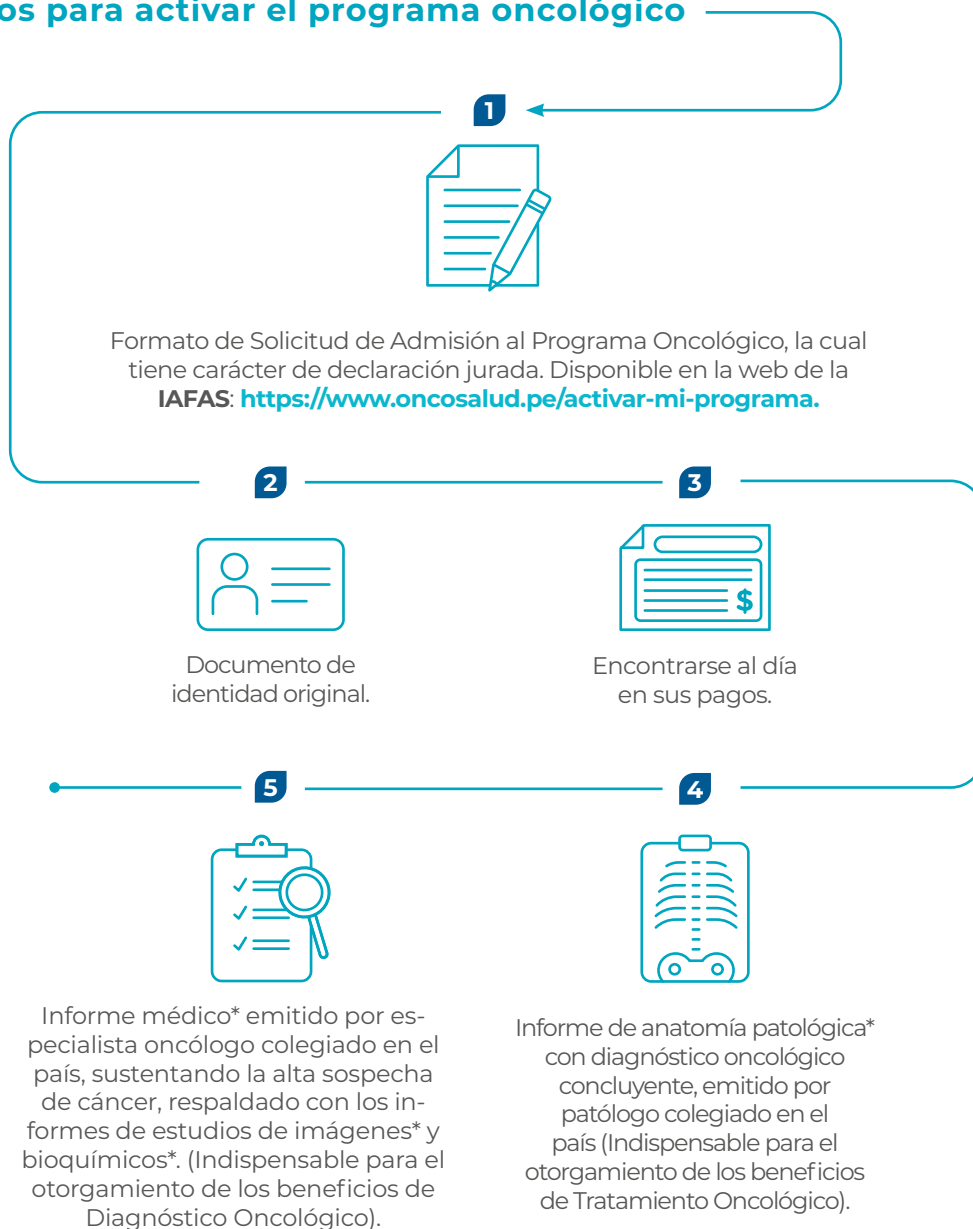 os para activar el programa oncológico
1
Formato de Solicitud de Admisión al Programa Oncológico, la cual
tiene carácter de declaración jurada. Disponible en la web de la
IAFAS: https://www.oncosalud.pe/activar-mi-programa.
2
Documento de
identidad original.
3
$
Encontrarse al día
en sus pagos.
4
Informe de anatomía patológica*
con diagnóstico oncológico
concluyente, emitido por
patólogo colegiado en el
país (Indispensable para el
otorgamiento de los beneficios
de Tratamiento Oncológico).
5
Informe médico* emitido por es-
pecialista oncólogo colegiado en el
país, sustentando la alta sospecha
de cáncer, respaldado con los in-
formes de estudios de imágenes* y
bioquímicos*. (Indispensable para el
otorgamiento de los beneficios de
Diagnóstico Oncológico).